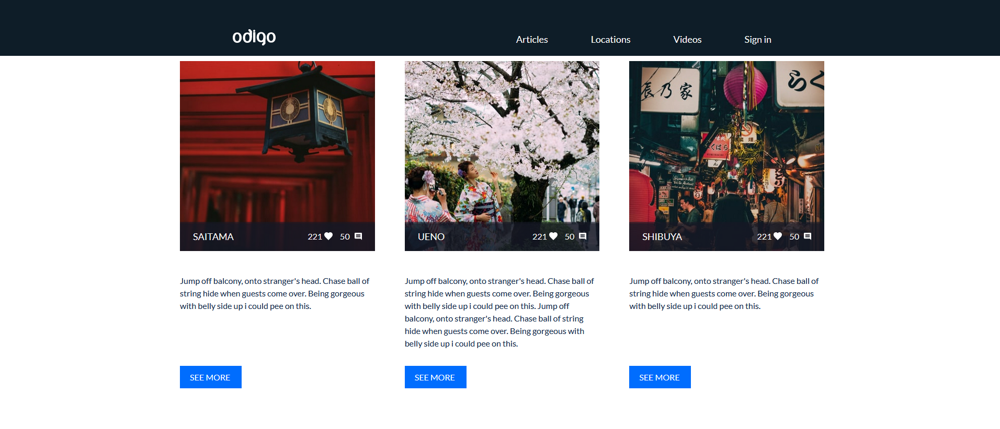 odigo
Articles
Locations
Videos
Sign in
辰乃家
らく
SAITAMA
221
50
UENO
221
50
SHIBUYA
221
50
Jump off balcony, onto stranger's head. Chase ball of
string hide when guests come over. Being gorgeous
with belly side up i could pee on this.
Jump off balcony, onto stranger's head. Chase ball of
string hide when guests come over. Being gorgeous
with belly side up i could pee on this. Jump off
balcony, onto stranger's head. Chase ball of string
hide when guests come over. Being gorgeous with
belly side up i could pee on this.
Jump off balcony, onto stranger's head. Chase ball of
string hide when guests come over. Being gorgeous
with belly side up i could pee on this.
SEE MORE
SEE MORE
SEE MORE